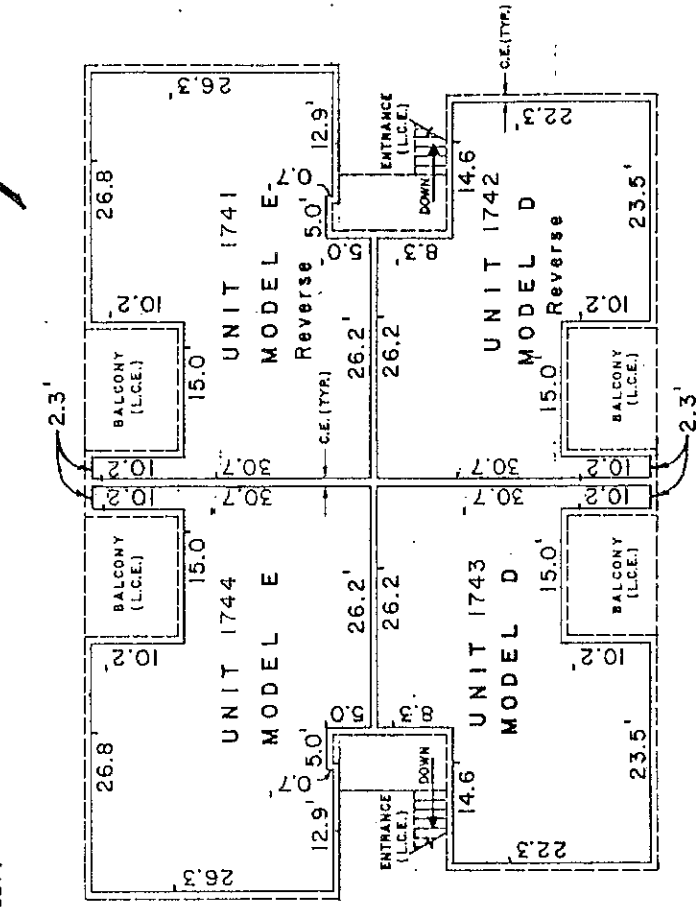 2.3'
26.8
10.2'
BALCONY
(L.C.E.)
15.0
10.2
30.7
26.3'
UNIT 1744
MODEL E
26.2'
5.0
5.0'
0.7'
12.9'
BALCONY
(L.C.E.)
10.2
15.0
10.2'
26.8
26.3'
30.7
UNIT 1741
MODEL E-
Reverse
C.E.(TYP.)
26.2
5.0
5.0'
0.7
12.9'
ENTRANCE
(L.C.E.)
DOWN
C.E.(TYP.)
26.2
8.3'
UNIT 1743
MODEL D
30.7
14.6
ENTRANCE
(L.C.E.)
DOWN
22.3'
15.0'
10.2'
BALCONY
(L.C.E.)
10.2
23.5'
26.2
8.3'
UNIT 1742
MODEL D
Reverse
30.7
14.6
22.3'
15.0
10.2'
BALCONY
(L.C.E.)
10.2
23.5'
2.3'